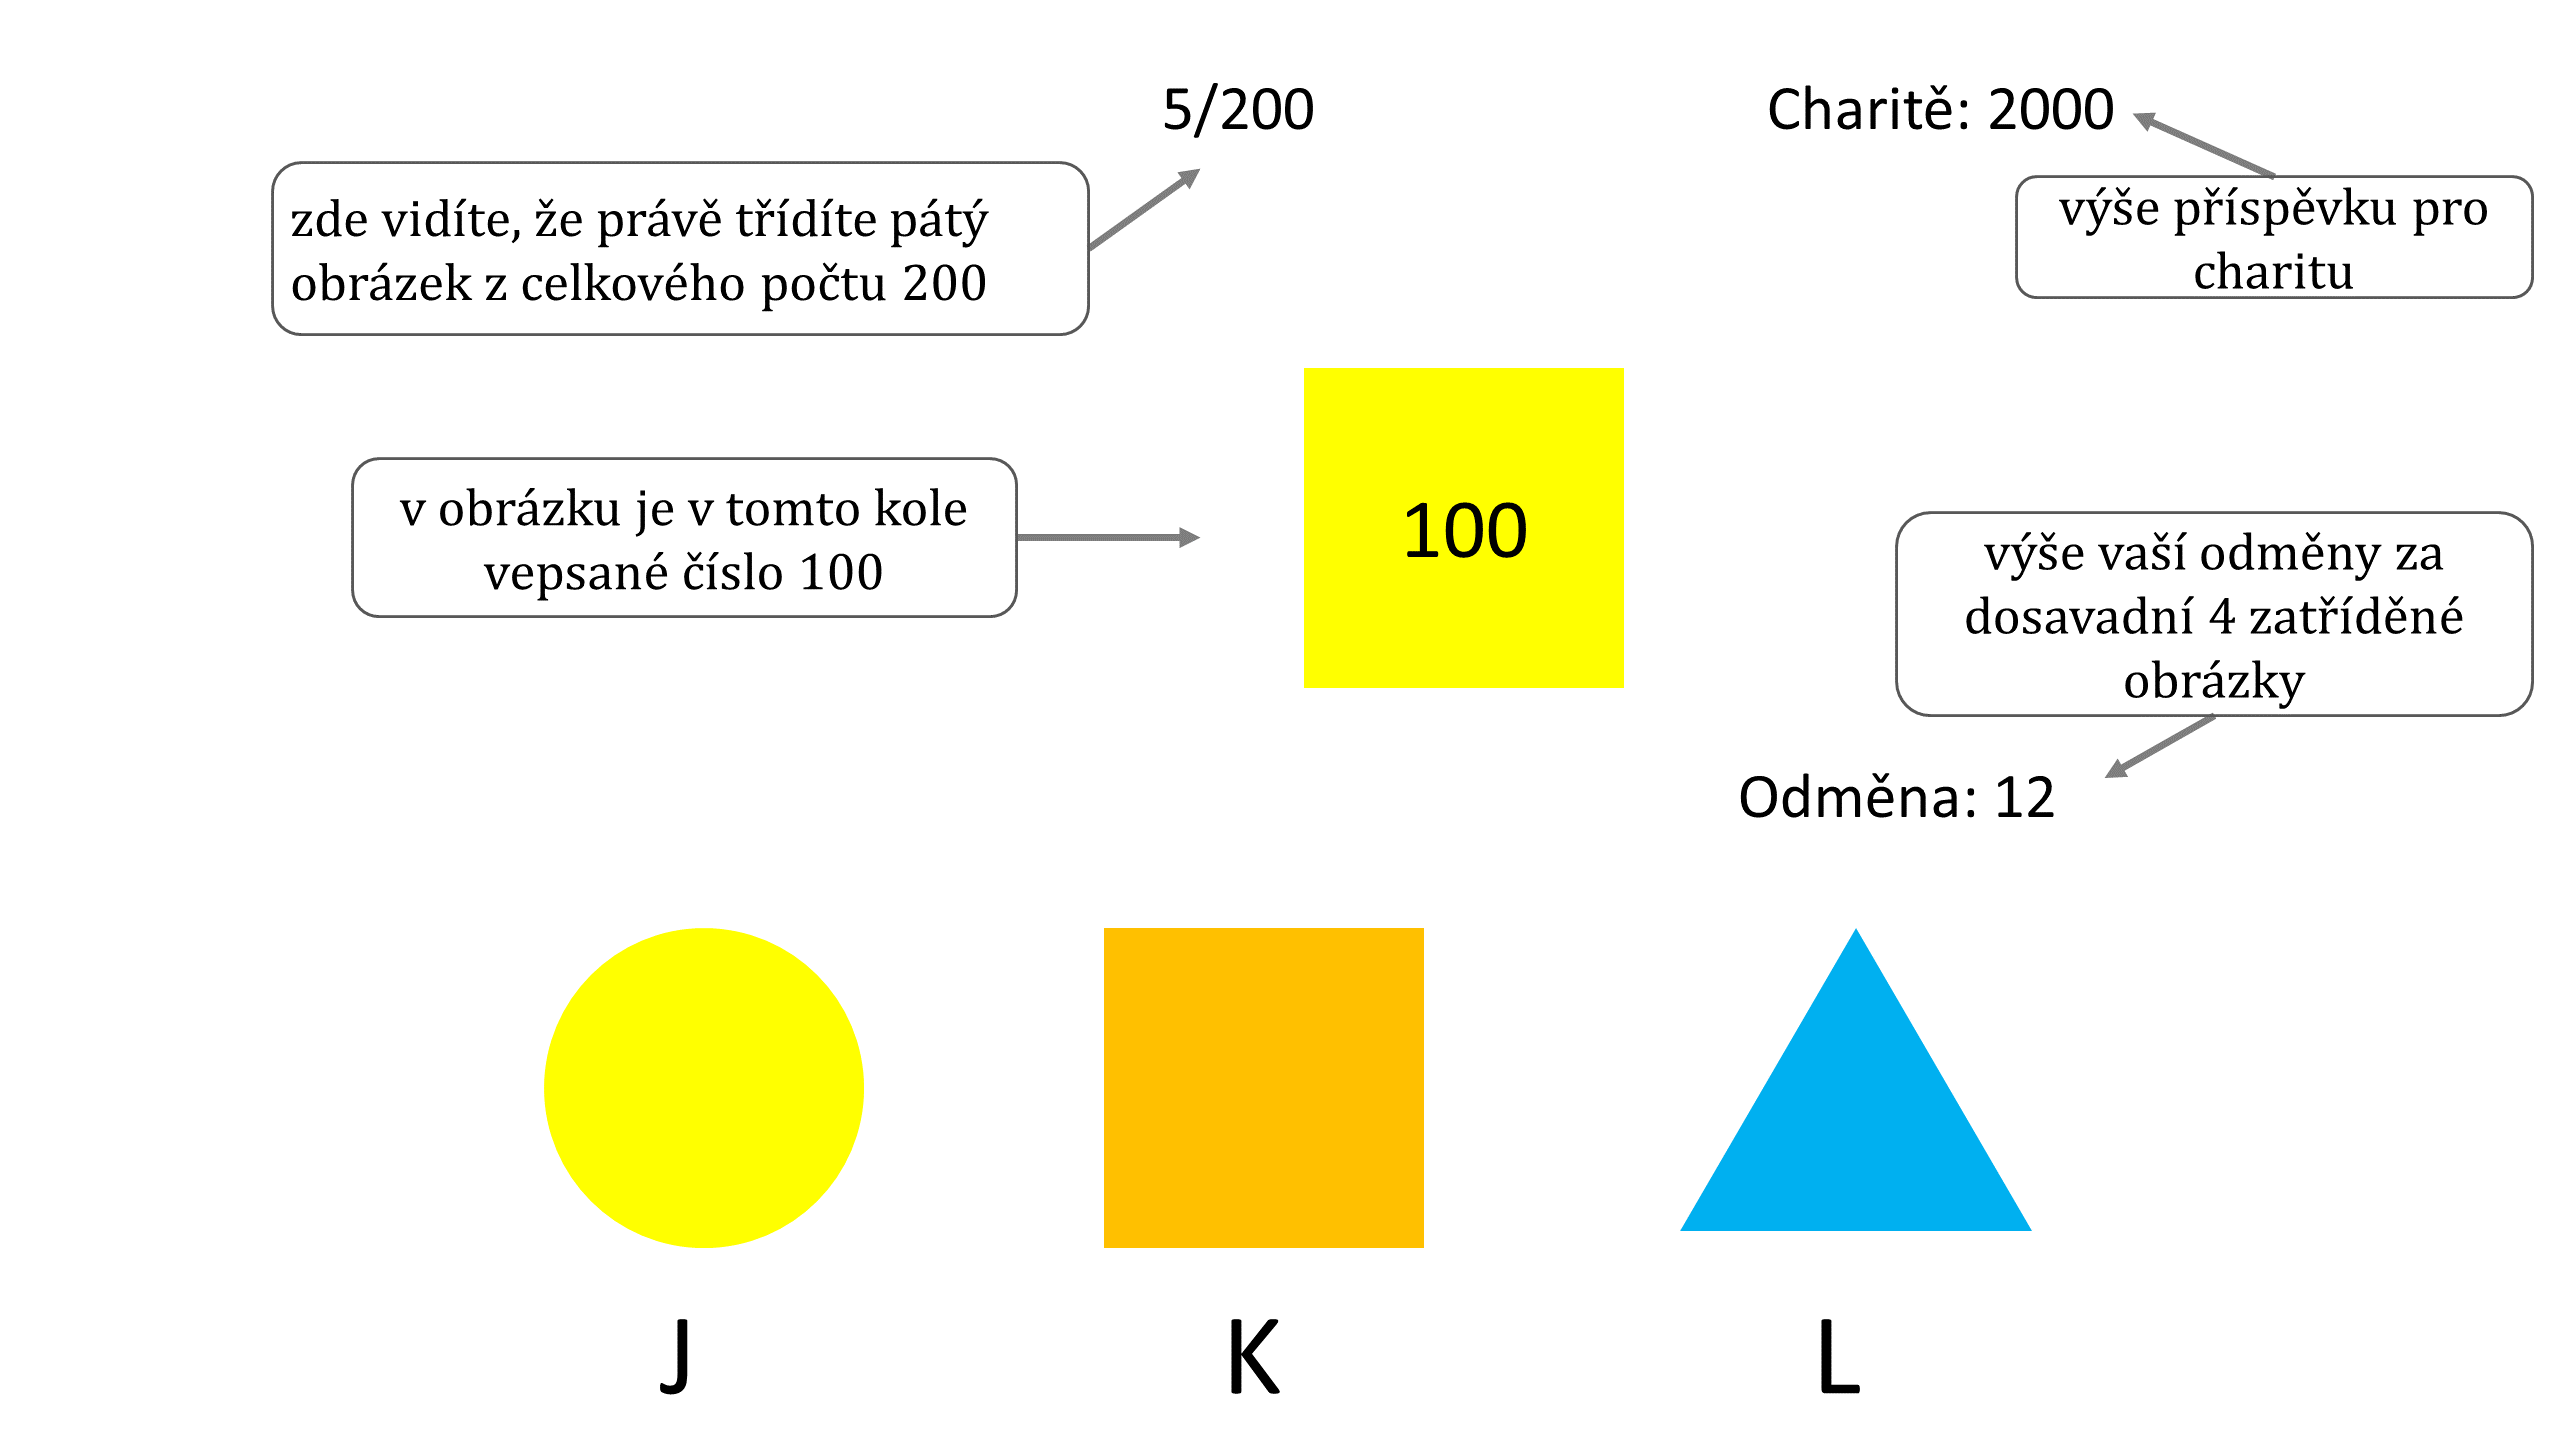 5/200
Charitě: 2000
zde vidíte, že právě třídíte pátý
obrázek z celkového počtu 200
výše příspěvku pro
charitu
v obrázku je v tomto kole
vepsané číslo 100
100
výše vaší odměny za
dosavadní 4 zatříděné
obrázky
Odměna: 12
J
K
L